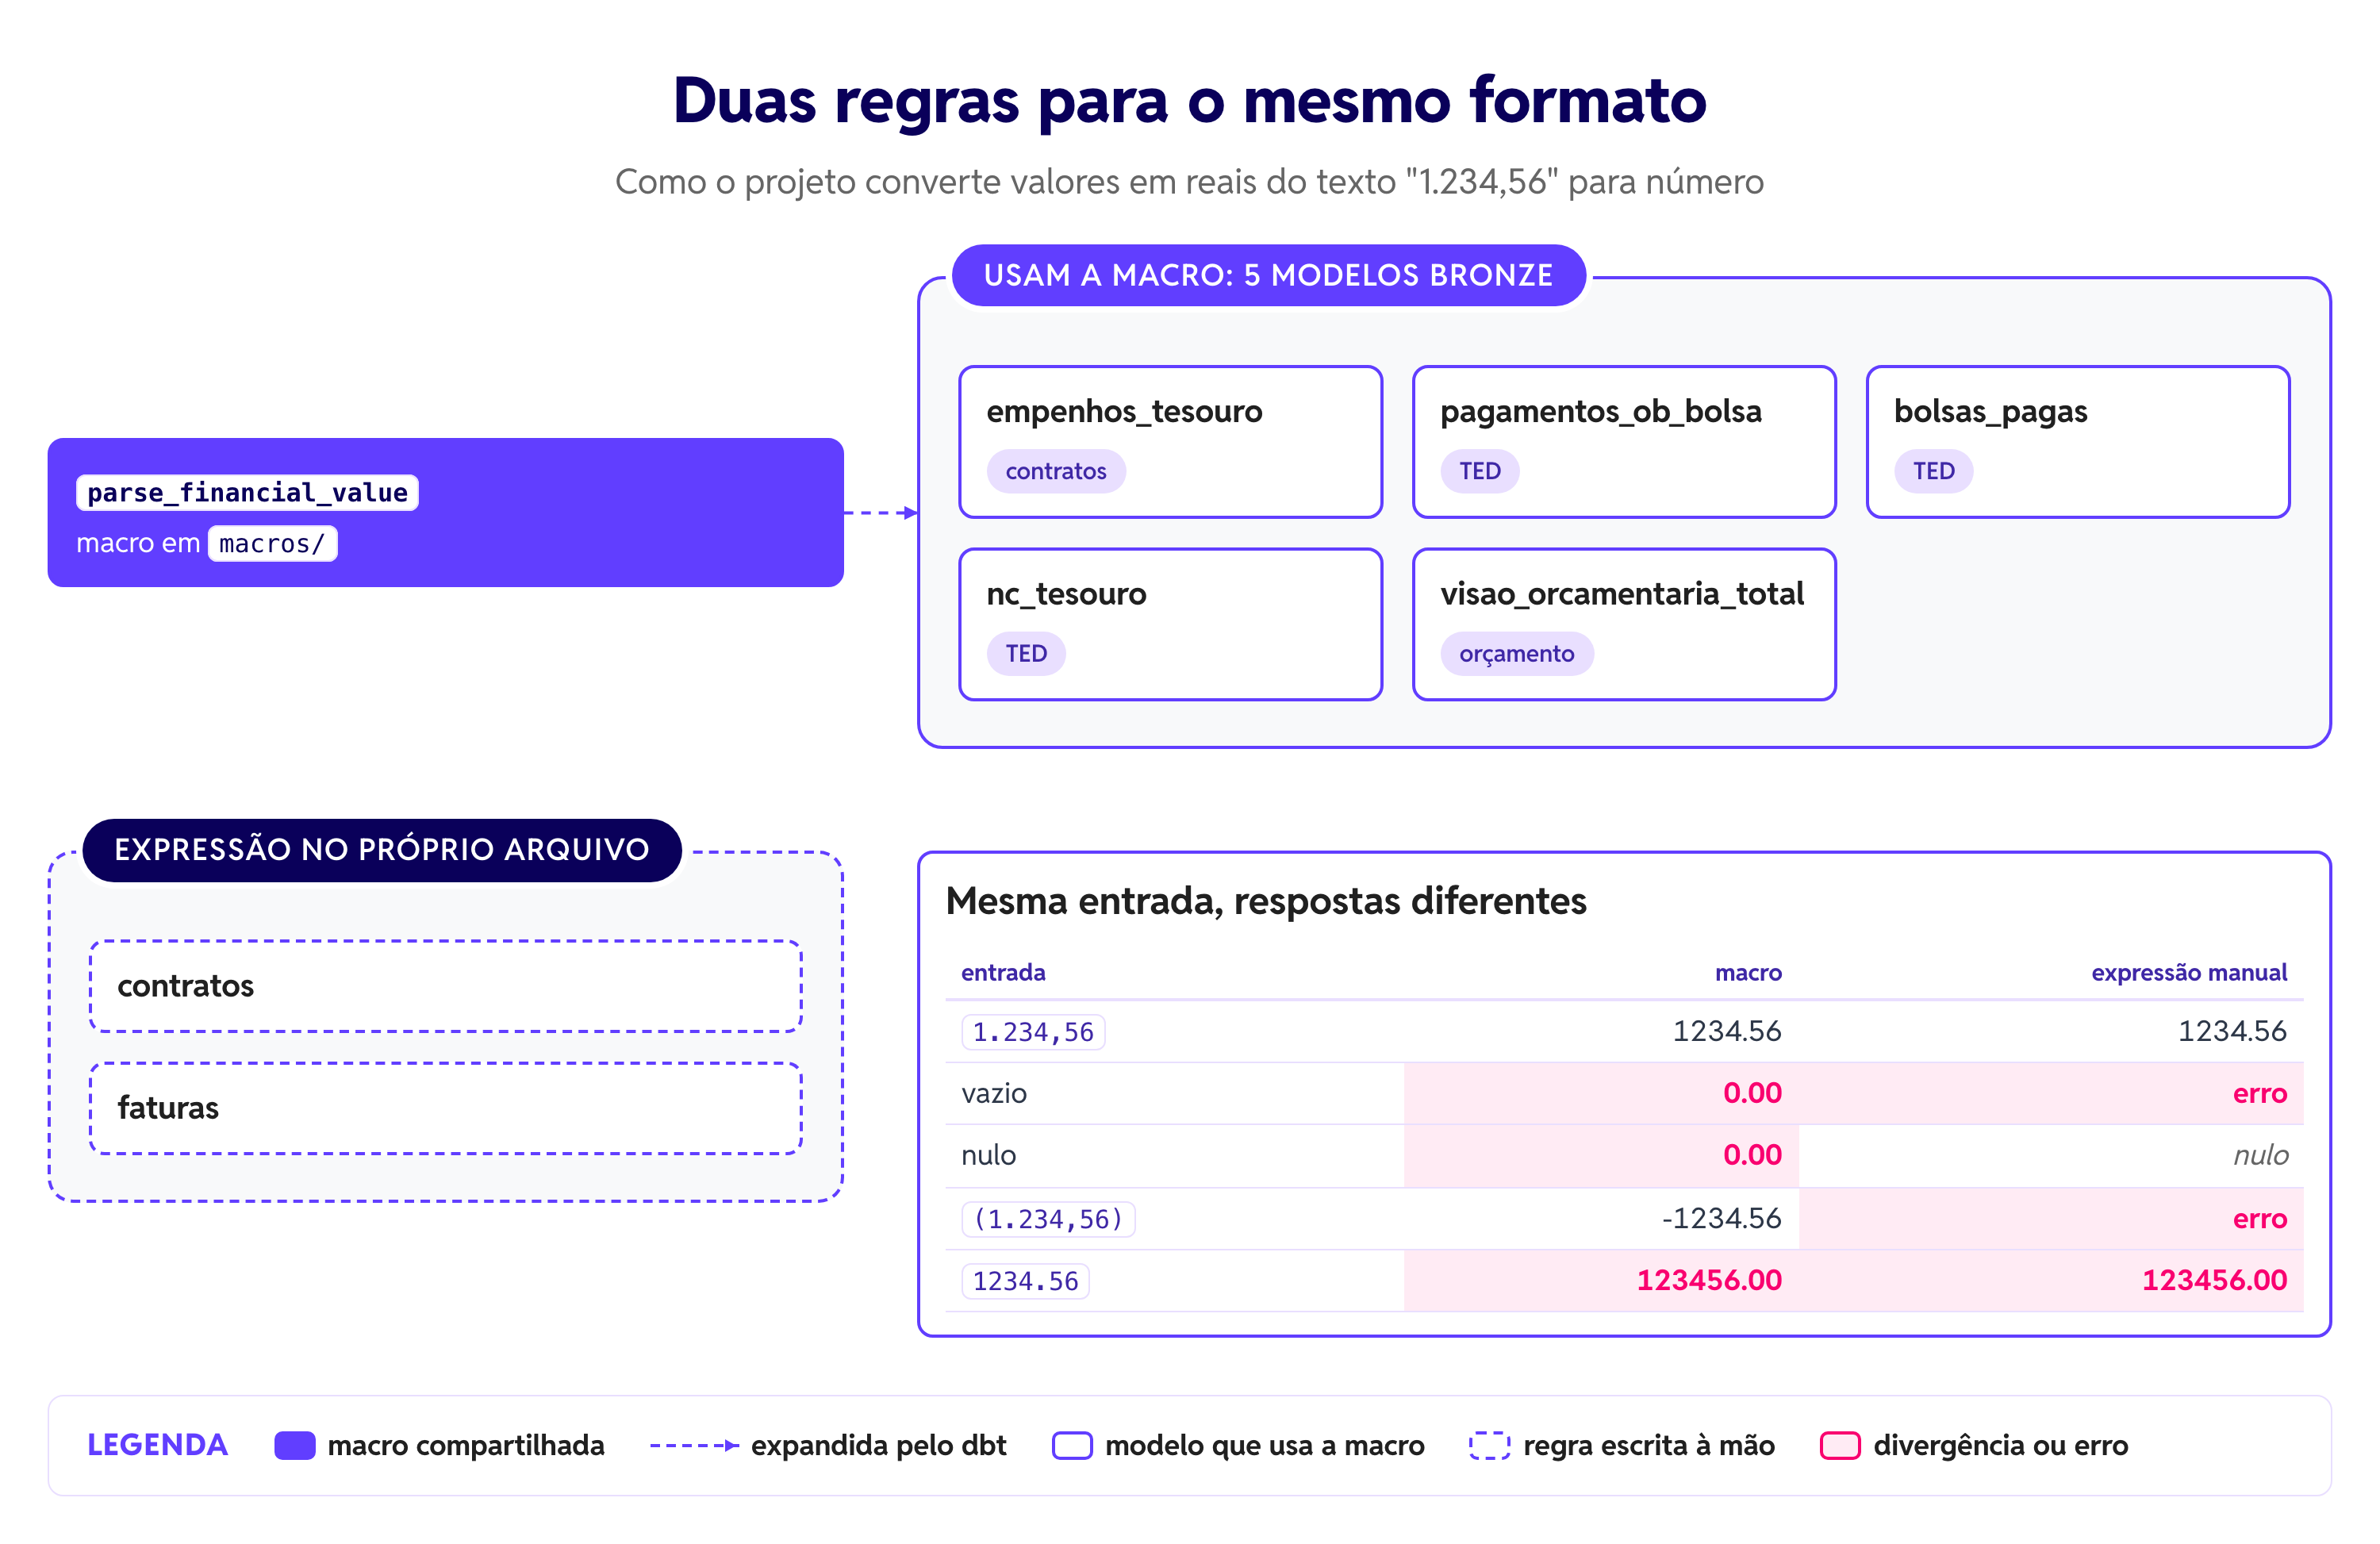 Duas regras para o mesmo formato
Como o projeto converte valores em reais do texto "1.234,56" para número
USAM A MACRO: 5 MODELOS BRONZE
parse_financial_value
macro em macros/
empenhos_tesouro
contratos
pagamentos_ob_bolsa
TED
bolsas_pagas
TED
nc_tesouro
TED
visao_orcamentaria_total
orçamento
EXPRESSÃO NO PRÓPRIO ARQUIVO
contratos
faturas
Mesma entrada, respostas diferentes
entrada macro expressão manual
1.234,56 1234.56 1234.56
vazio 0.00 erro
nulo 0.00 nulo
(1.234,56) -1234.56 erro
1234.56 123456.00 123456.00
LEGENDA macro compartilhada expandida pelo dbt modelo que usa a macro regra escrita à mão divergência ou erro